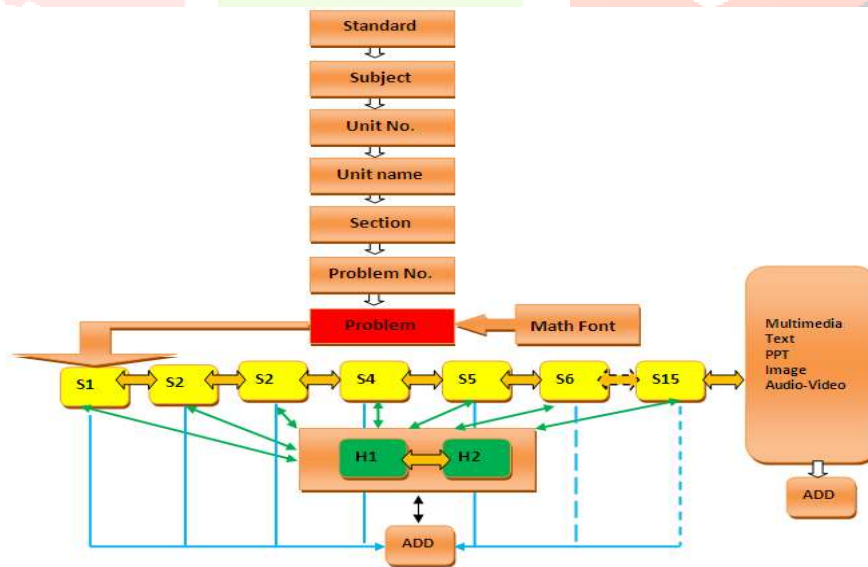 Standard
Subject
Unit No.
Unit name
Section
Problem No.
Problem
Math Font
S1
S2
S2
S4
S5
S6
S15
Multimedia
Text
PPT
Image
Audio-Video
H1
H2
ADD
ADD